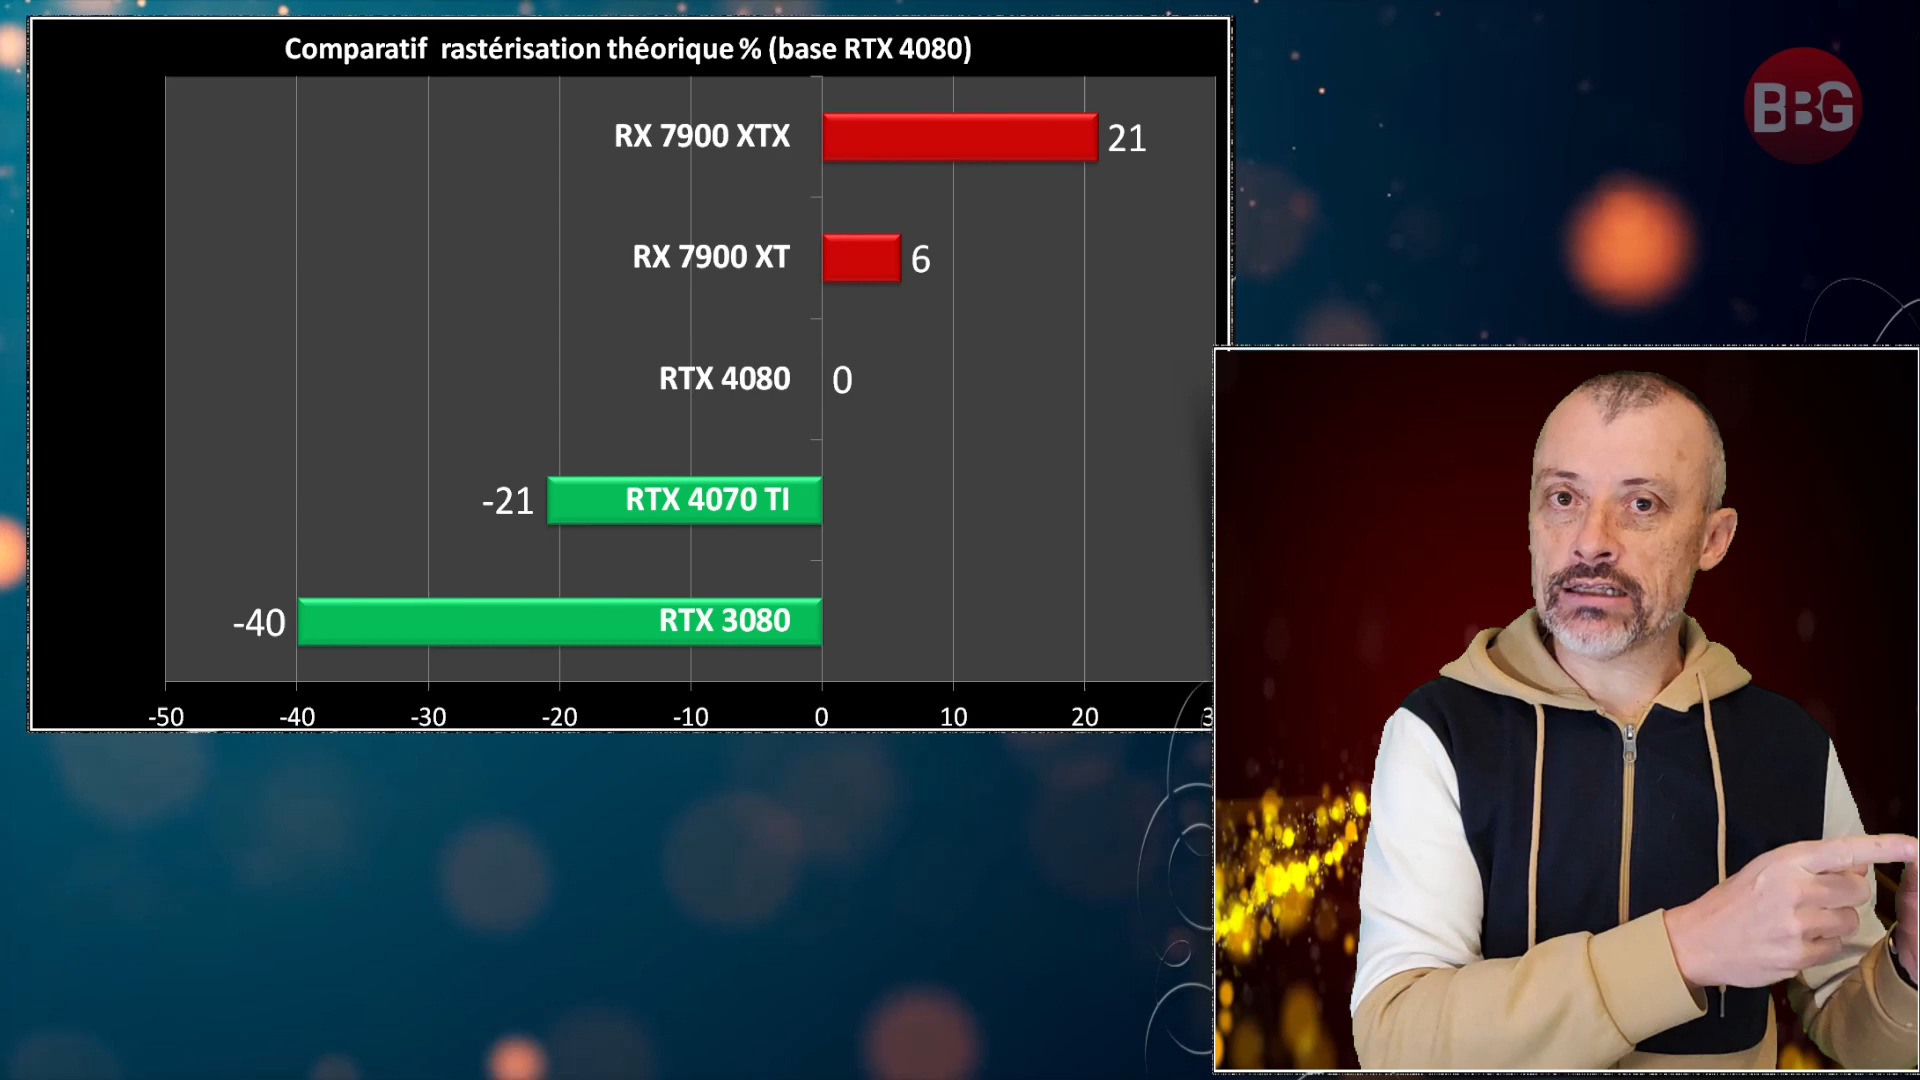 Comparatif rastérisation théorique % (base RTX 4080)
BBG
RX 7900 XTX 21
RX 7900 XT 6
RTX 4080 0
-21 RTX 4070 TI
-40 RTX 3080
-50 -40 -30 -20 -10 0 10 20